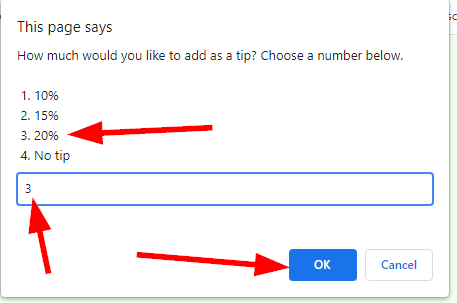 This page says
How much would you like to add as a tip? Choose a number below.
1. 10%
2. 15%
3. 20%
4. No tip
3
OK Cancel